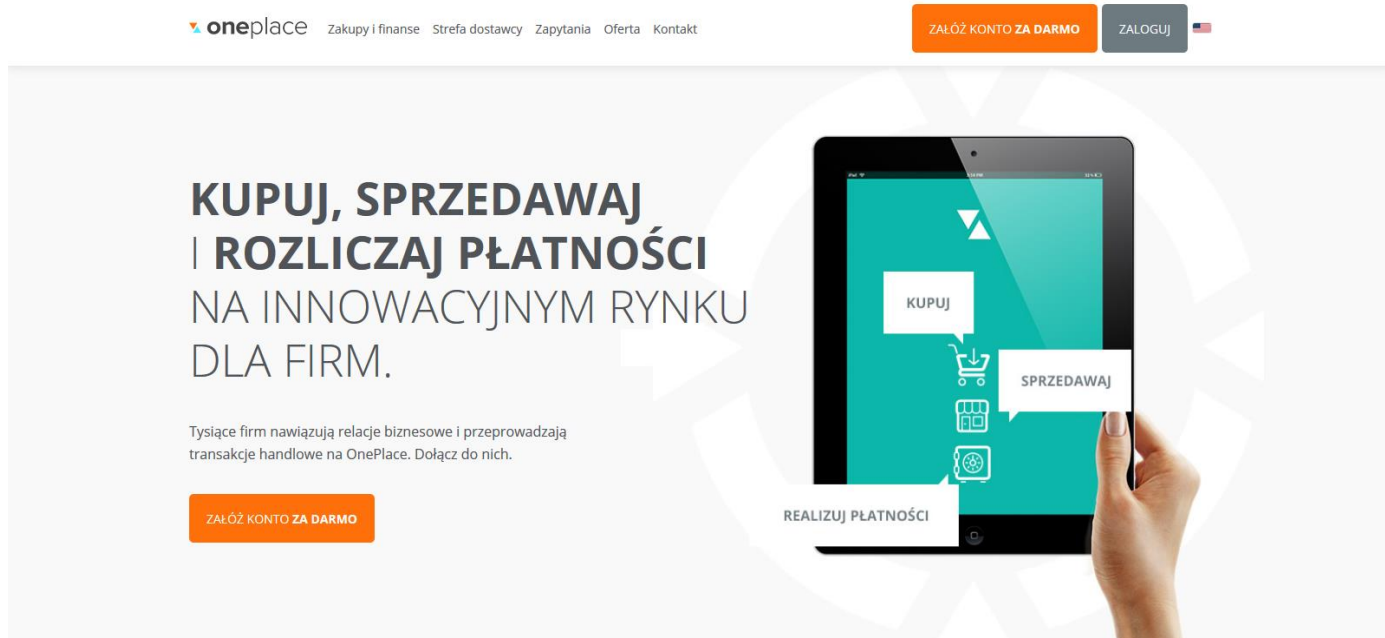 oneplace
Zakupy i finanse Strefa dostawcy Zapytania Oferta Kontakt
ZAŁÓŻ KONTO ZA DARMO
ZALOGUJ
KUPUJ, SPRZEDAWAJ
I ROZLICZAJ PŁATNOŚCI
NA INNOWACYJNYM RYNKU
DLA FIRM.
Tysiące firm nawiązują relacje biznesowe i przeprowadzają
transakcje handlowe na OnePlace. Dołącz do nich.
ZAŁÓŻ KONTO ZA DARMO
KUPUJ
SPRZEDAWAJ
REALIZUJ PŁATNOŚCI